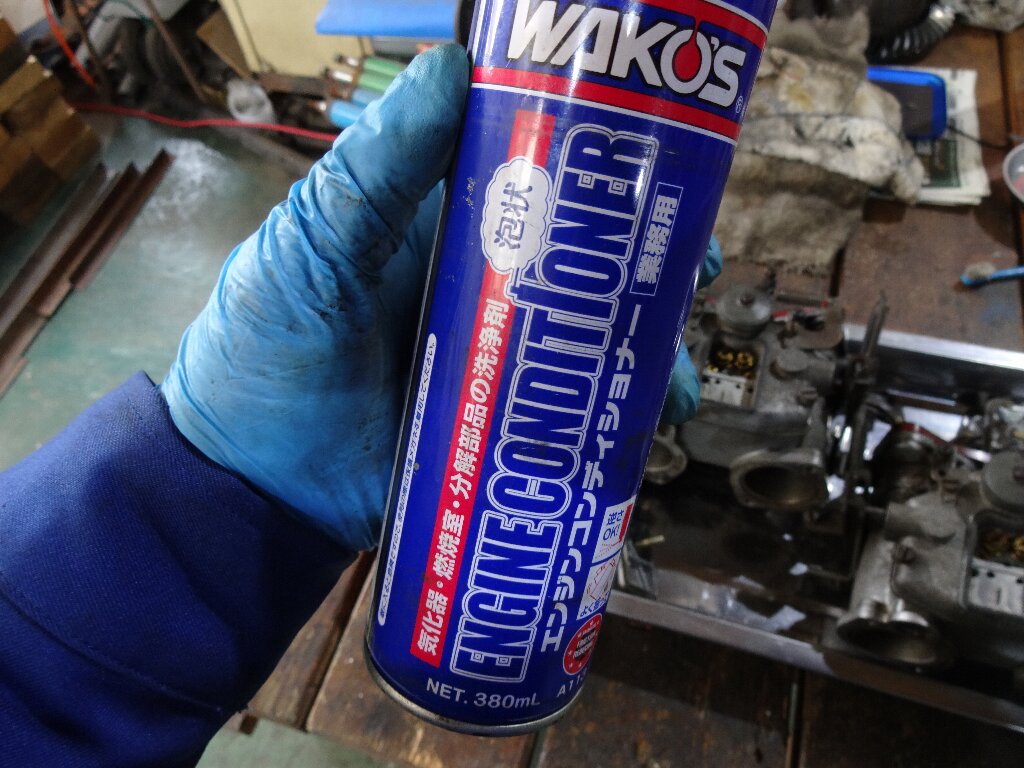 WAKO'S®
泡状
気化器・燃焼室・分解部品の洗浄剤
ENGINE CONDITIONER
エンジンコンディショナー
業務用
逆さ
OK!
NET. 380mL